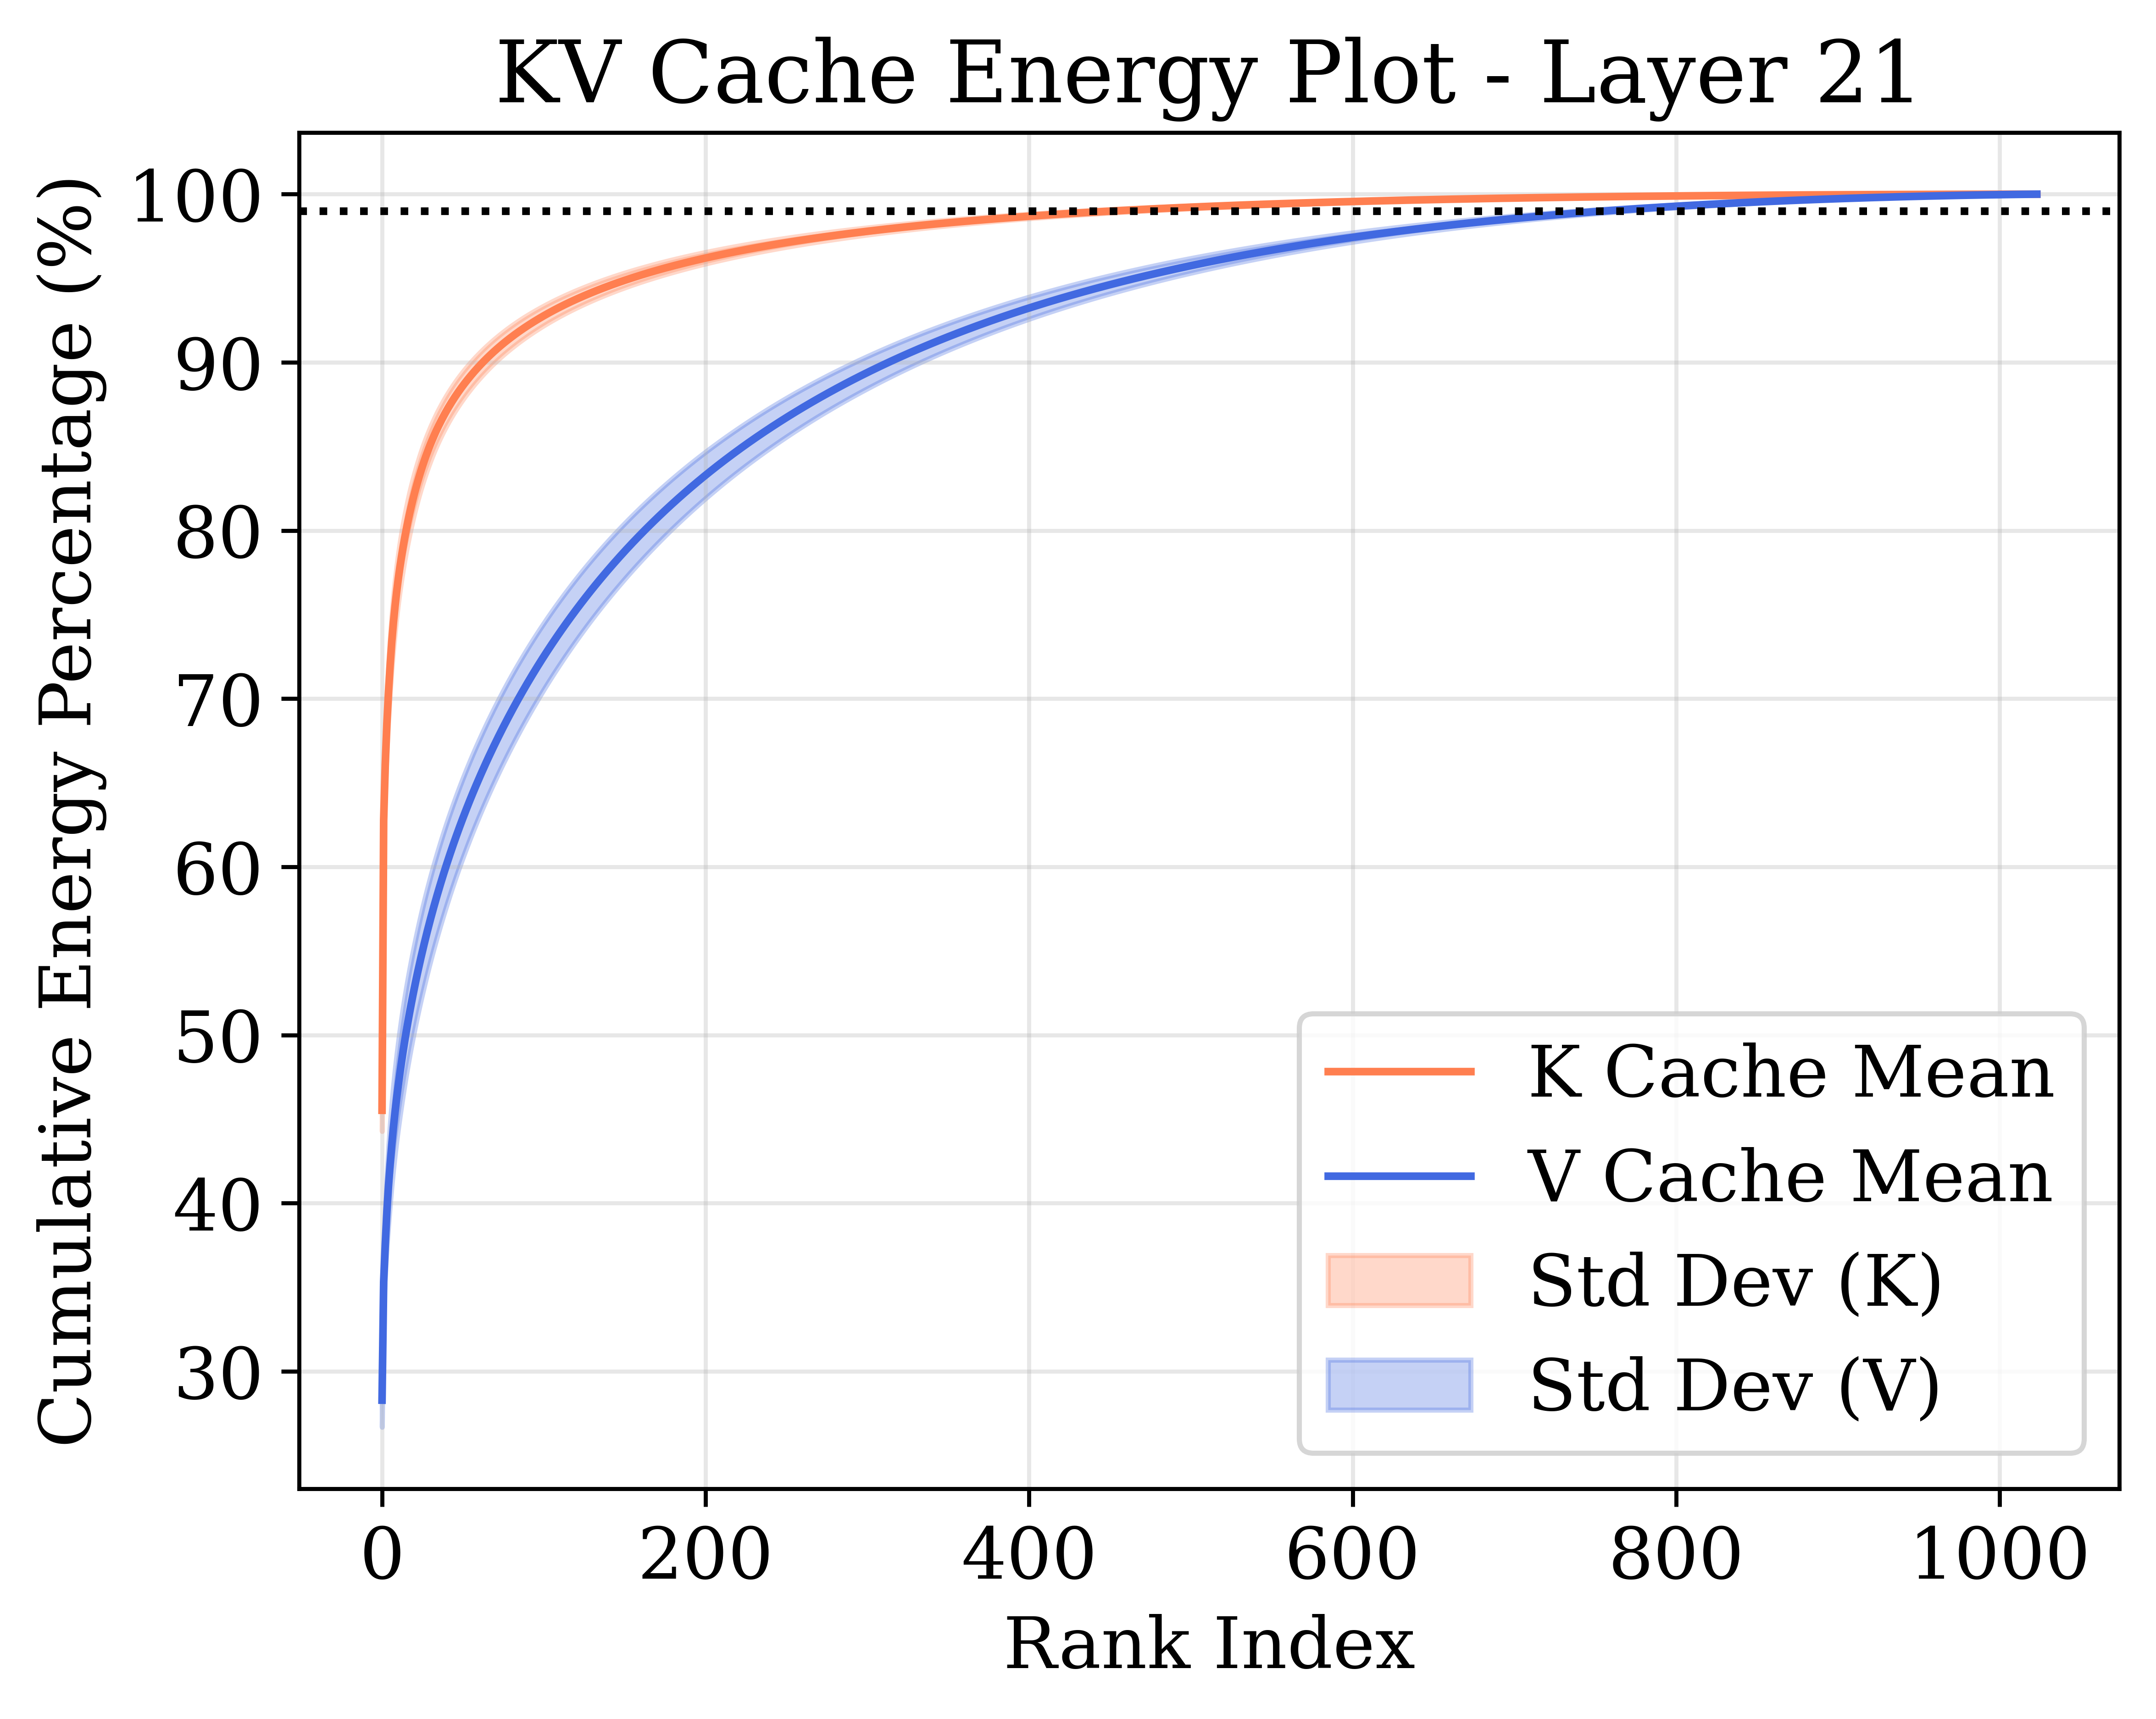 KV Cache Energy Plot - Layer 21
Cumulative Energy Percentage (%)
100
90
80
70
60
50
40
30
K Cache Mean
V Cache Mean
Std Dev (K)
Std Dev (V)
0 200 400 600 800 1000
Rank Index